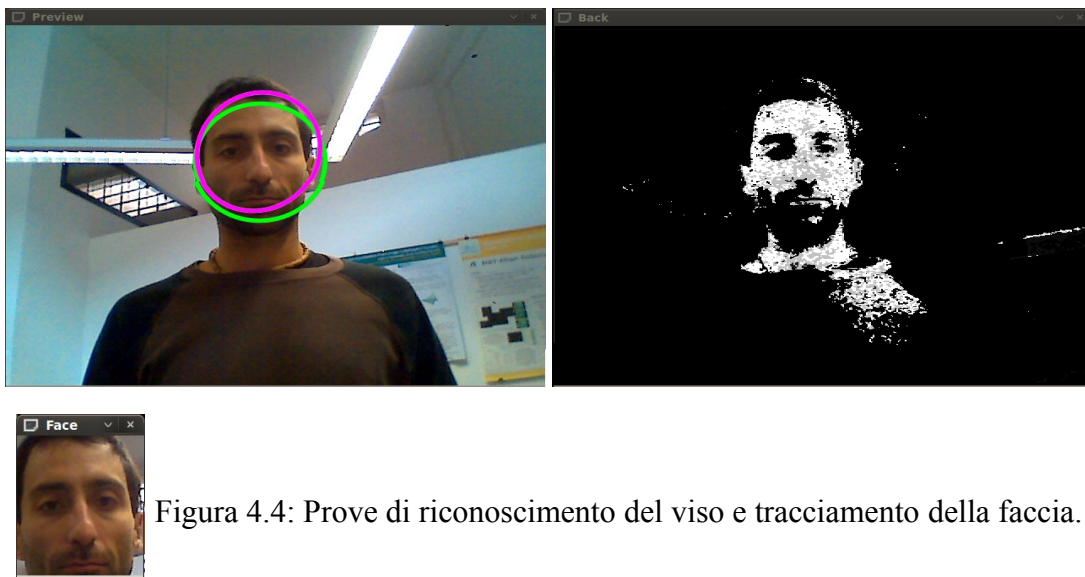 Preview
Back
Face
Figura 4.4: Prove di riconoscimento del viso e tracciamento della faccia.